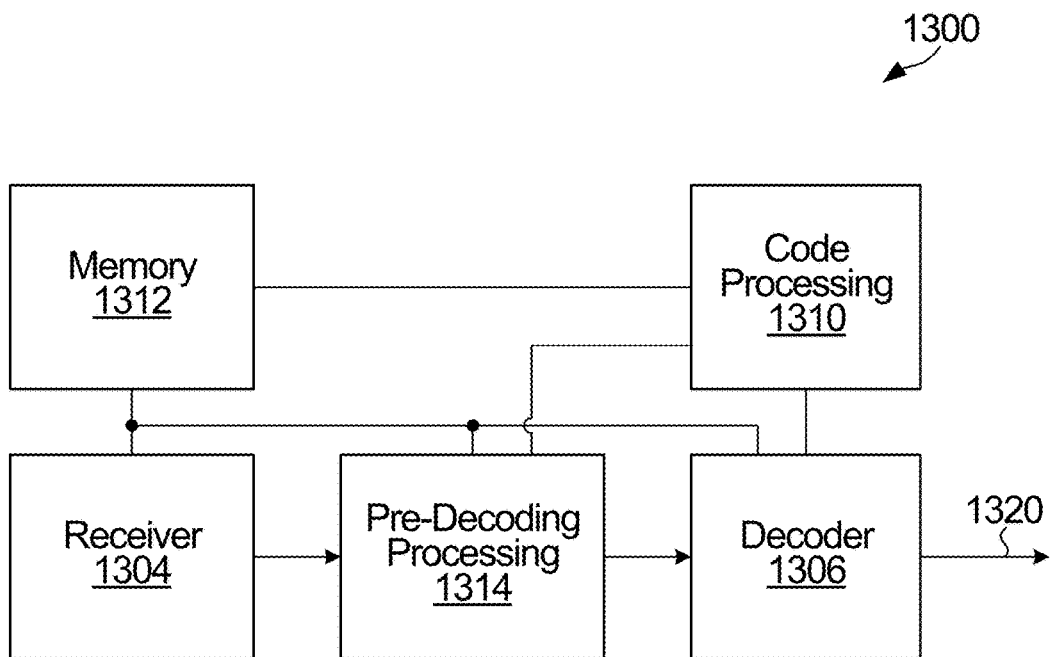 1300
Memory
1312
Code
Processing
1310
Receiver
1304
Pre-Decoding
Processing
1314
Decoder
1306
1320